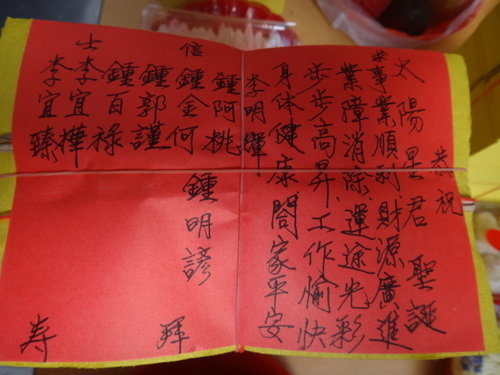 恭祝
太陽星君 聖誕
求事業順利財源廣進
業障消除運途光彩
步步高昇工作愉快
身体健康閤家平安
信士
李明輝
鍾阿桃
鍾金何
鍾明諺
鍾郭謹
鍾百祿
李宜樺
李宜臻
拜寿